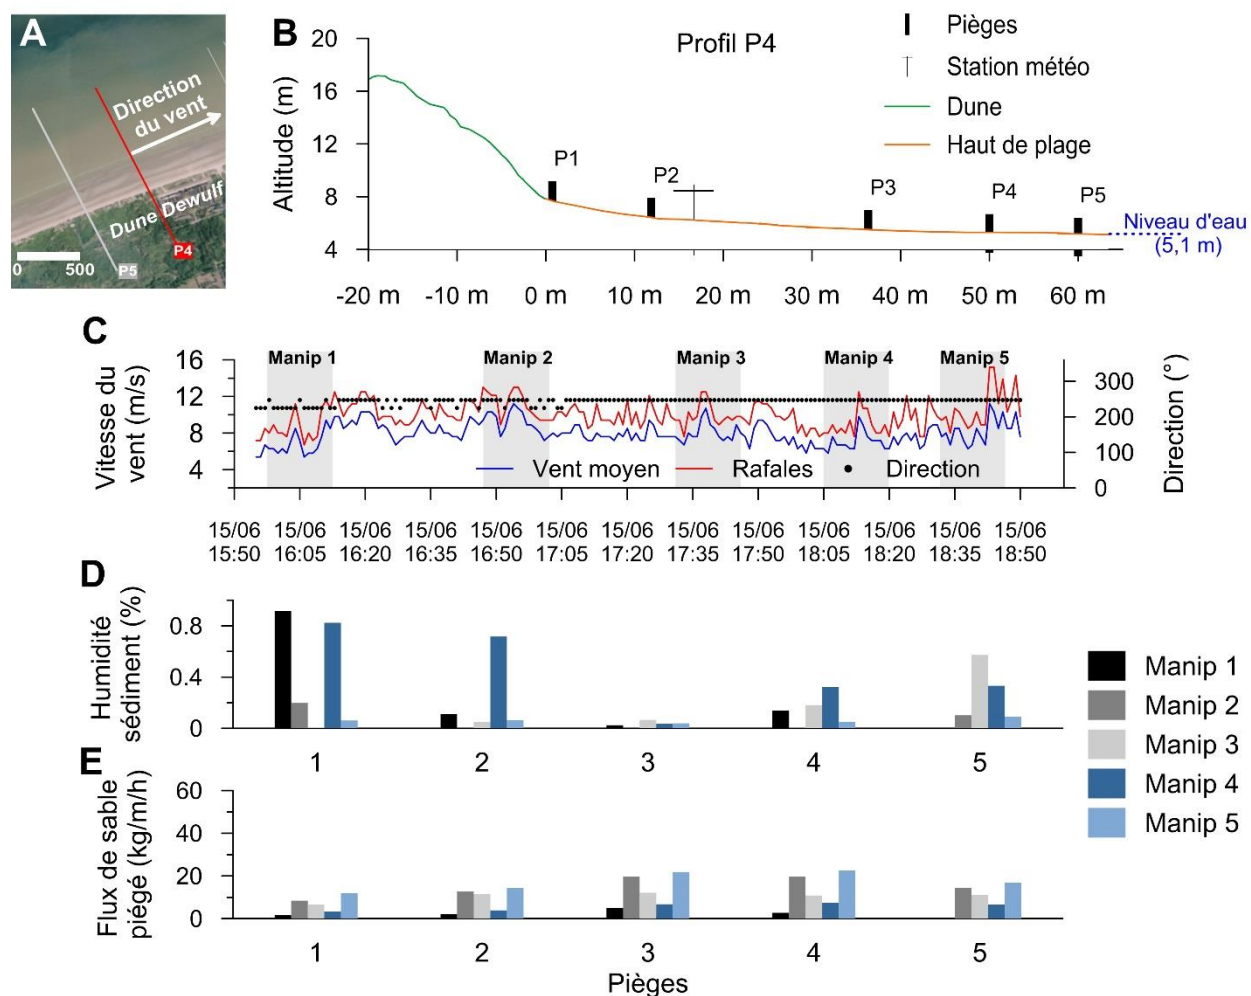 A
Direction
du vent
Dune Dewulf
0 500
P5
P4
B
Profil P4
Altitude (m)
20
16
12
8
4
P1
P2
P3
P4
P5
Pièges
Station météo
Dune
Haut de plage
Niveau d'eau
(5,1 m)
-20 m -10 m 0 m 10 m 20 m 30 m 40 m 50 m 60 m
C
Vitesse du
vent (m/s)
16
12
8
4
Manip 1 Manip 2 Manip 3 Manip 4 Manip 5
Vent moyen Rafales Direction
300
200
100
0
Direction (°)
15/06 15/06 15/06 15/06 15/06 15/06 15/06 15/06 15/06 15/06 15/06 15/06 15/06
15:50 16:05 16:20 16:35 16:50 17:05 17:20 17:35 17:50 18:05 18:20 18:35 18:50
D
Humidité
sédiment (%)
0.8
0.4
0
1 2 3 4 5
E
Flux de sable
piégé (kg/m/h)
60
40
20
0
1 2 3 4 5
Pièges
Manip 1
Manip 2
Manip 3
Manip 4
Manip 5